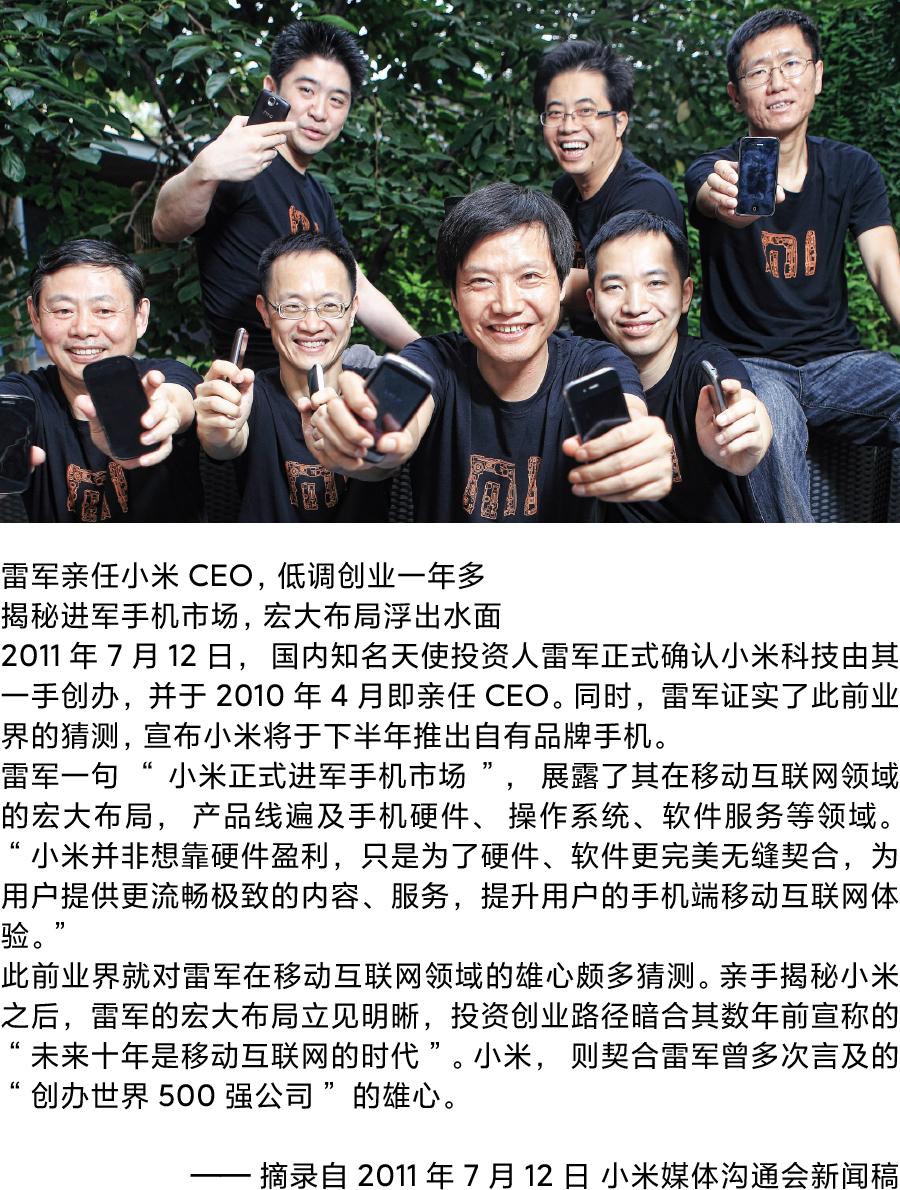 MI
MI
MI
MI
雷军亲任小米 CEO，低调创业一年多
揭秘进军手机市场，宏大布局浮出水面
2011 年 7 月 12 日， 国内知名天使投资人雷军正式确认小米科技由其
一手创办，并于 2010 年 4 月即亲任 CEO。同时，雷军证实了此前业
界的猜测，宣布小米将于下半年推出自有品牌手机。
雷军一句 “ 小米正式进军手机市场 ”， 展露了其在移动互联网领域
的宏大布局， 产品线遍及手机硬件、 操作系统、软件服务等领域。
“ 小米并非想靠硬件盈利，只是为了硬件、软件更完美无缝契合，为
用户提供更流畅极致的内容、服务，提升用户的手机端移动互联网体
验。”
此前业界就对雷军在移动互联网领域的雄心颇多猜测。亲手揭秘小米
之后，雷军的宏大布局立见明晰，投资创业路径暗合其数年前宣称的
“ 未来十年是移动互联网的时代 ”。小米， 则契合雷军曾多次言及的
“ 创办世界 500 强公司 ” 的雄心。
—— 摘录自 2011 年 7 月 12 日 小米媒体沟通会新闻稿